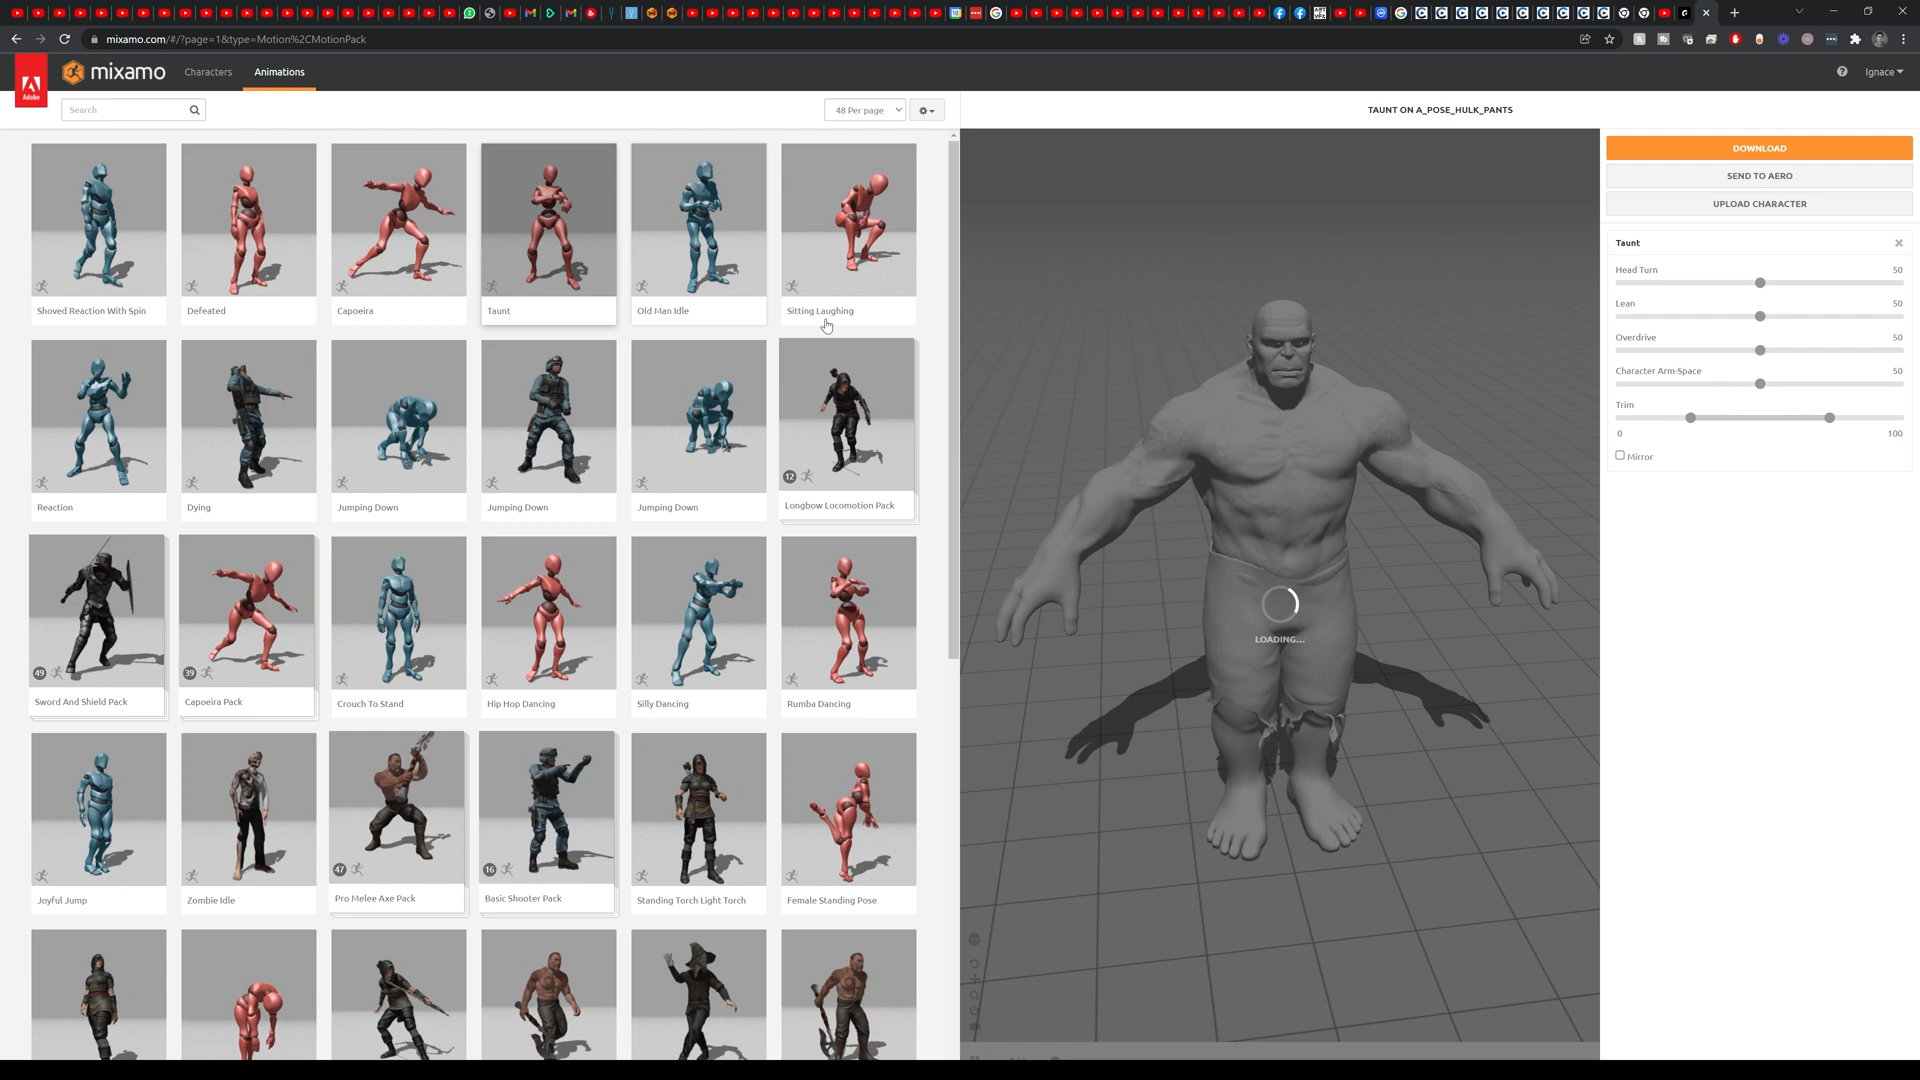 mixamo.com/#/?page=1&type=Motion%2CMotionPack
Adobe
mixamo
Characters
Animations
Ignace
Search
48 Per page
TAUNT ON A_POSE_HULK_PANTS
DOWNLOAD
SEND TO AERO
UPLOAD CHARACTER
Taunt
Head Turn 50
Lean 50
Overdrive 50
Character Arm-Space 50
Trim
0 100
Mirror
LOADING...
Shoved Reaction With Spin
Defeated
Capoeira
Taunt
Old Man Idle
Sitting Laughing
Reaction
Dying
Jumping Down
Jumping Down
Jumping Down
12
Longbow Locomotion Pack
49
Sword And Shield Pack
39
Capoeira Pack
Crouch To Stand
Hip Hop Dancing
Silly Dancing
Rumba Dancing
Joyful Jump
Zombie Idle
47
Pro Melee Axe Pack
16
Basic Shooter Pack
Standing Torch Light Torch
Female Standing Pose